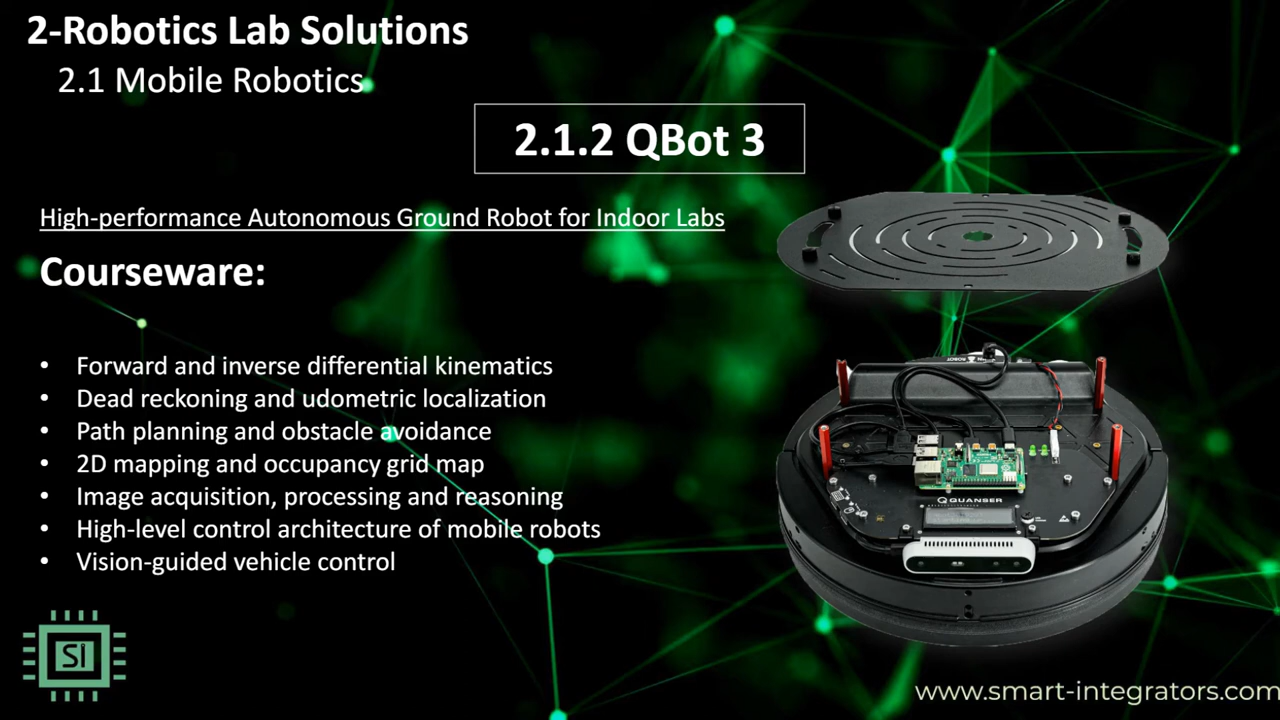 2-Robotics Lab Solutions
2.1 Mobile Robotics
2.1.2 QBot 3
High-performance Autonomous Ground Robot for Indoor Labs
Courseware:
• Forward and inverse differential kinematics
• Dead reckoning and udometric localization
• Path planning and obstacle avoidance
• 2D mapping and occupancy grid map
• Image acquisition, processing and reasoning
• High-level control architecture of mobile robots
• Vision-guided vehicle control
QUANSER
SI
www.smart-integrators.com